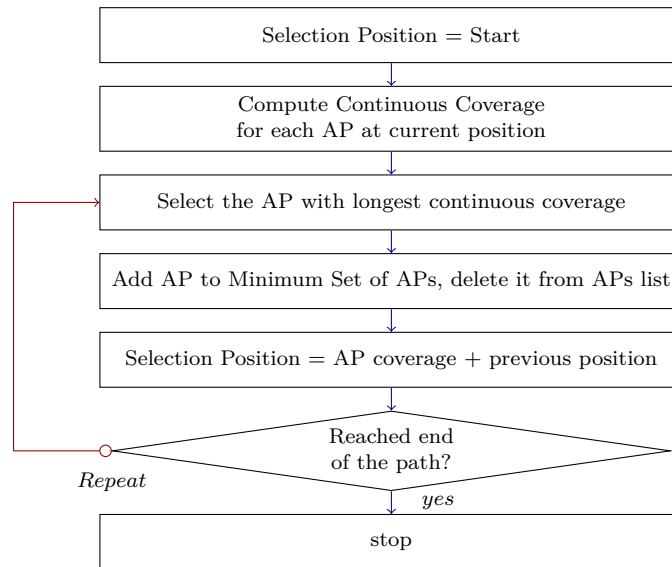 Selection Position = Start
Compute Continuous Coverage
for each AP at current position
Select the AP with longest continuous coverage
Add AP to Minimum Set of APs, delete it from APs list
Selection Position = AP coverage + previous position
Reached end
of the path?
Repeat
yes
stop